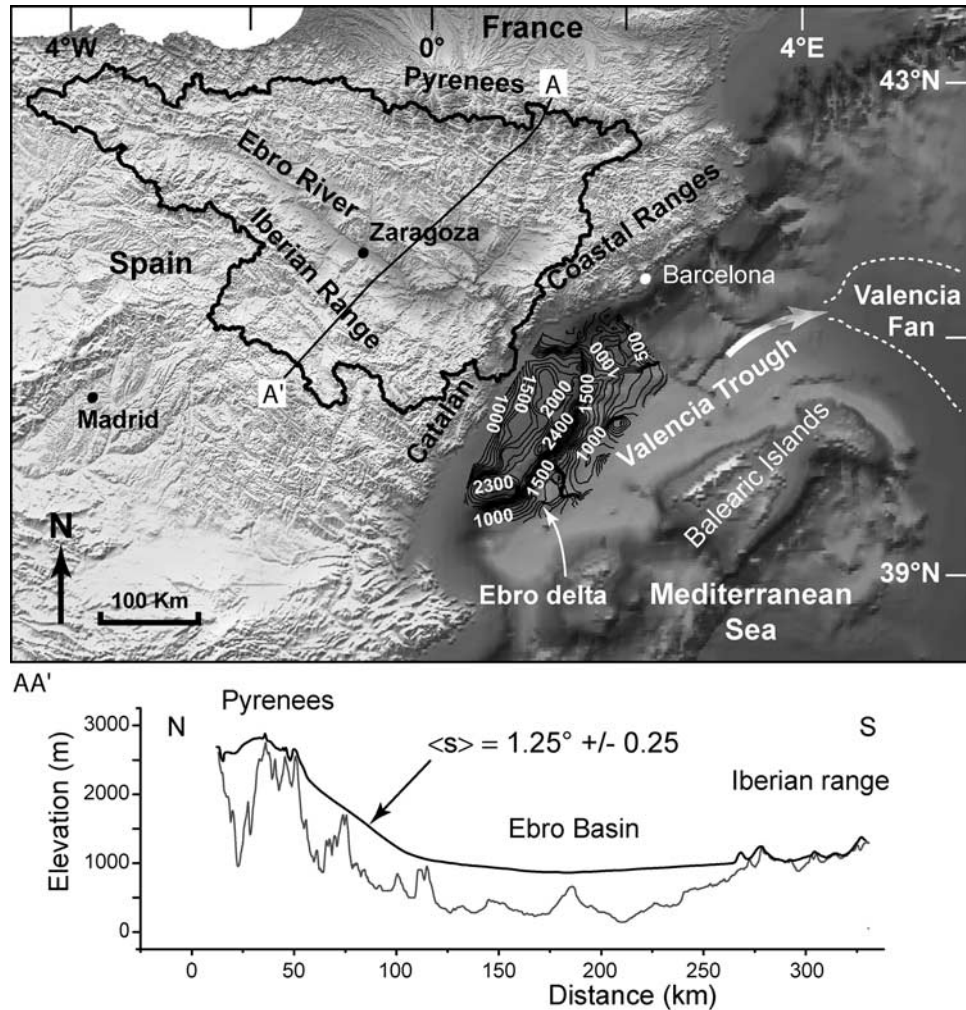 France
4°W
0°
4°E
Pyrenees
A
43°N
Ebro River
Iberian Range
Zaragoza
Coastal Ranges
Spain
Barcelona
Valencia
Fan
A'
Madrid
Catalan
Valencia Trough
Balearic Islands
500
1000
1500
2000
1500
1000
2400
1000
1500
2300
1000
N
100 Km
Ebro delta
39°N
Mediterranean
Sea
AA'
Pyrenees
N
S
<s> = 1.25° +/- 0.25
Iberian range
Ebro Basin
Elevation (m)
3000
2000
1000
0
0
50
100
150
200
250
300
Distance (km)